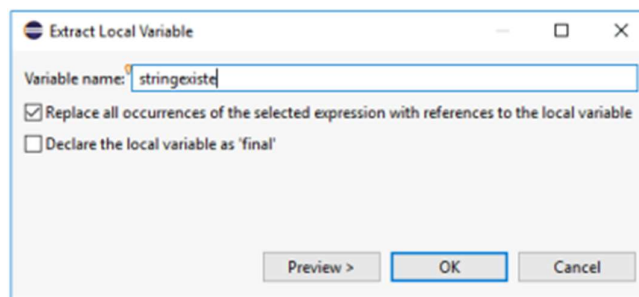 Extract Local Variable
Variable name: stringexiste
Replace all occurrences of the selected expression with references to the local variable
Declare the local variable as 'final'
Preview > OK Cancel